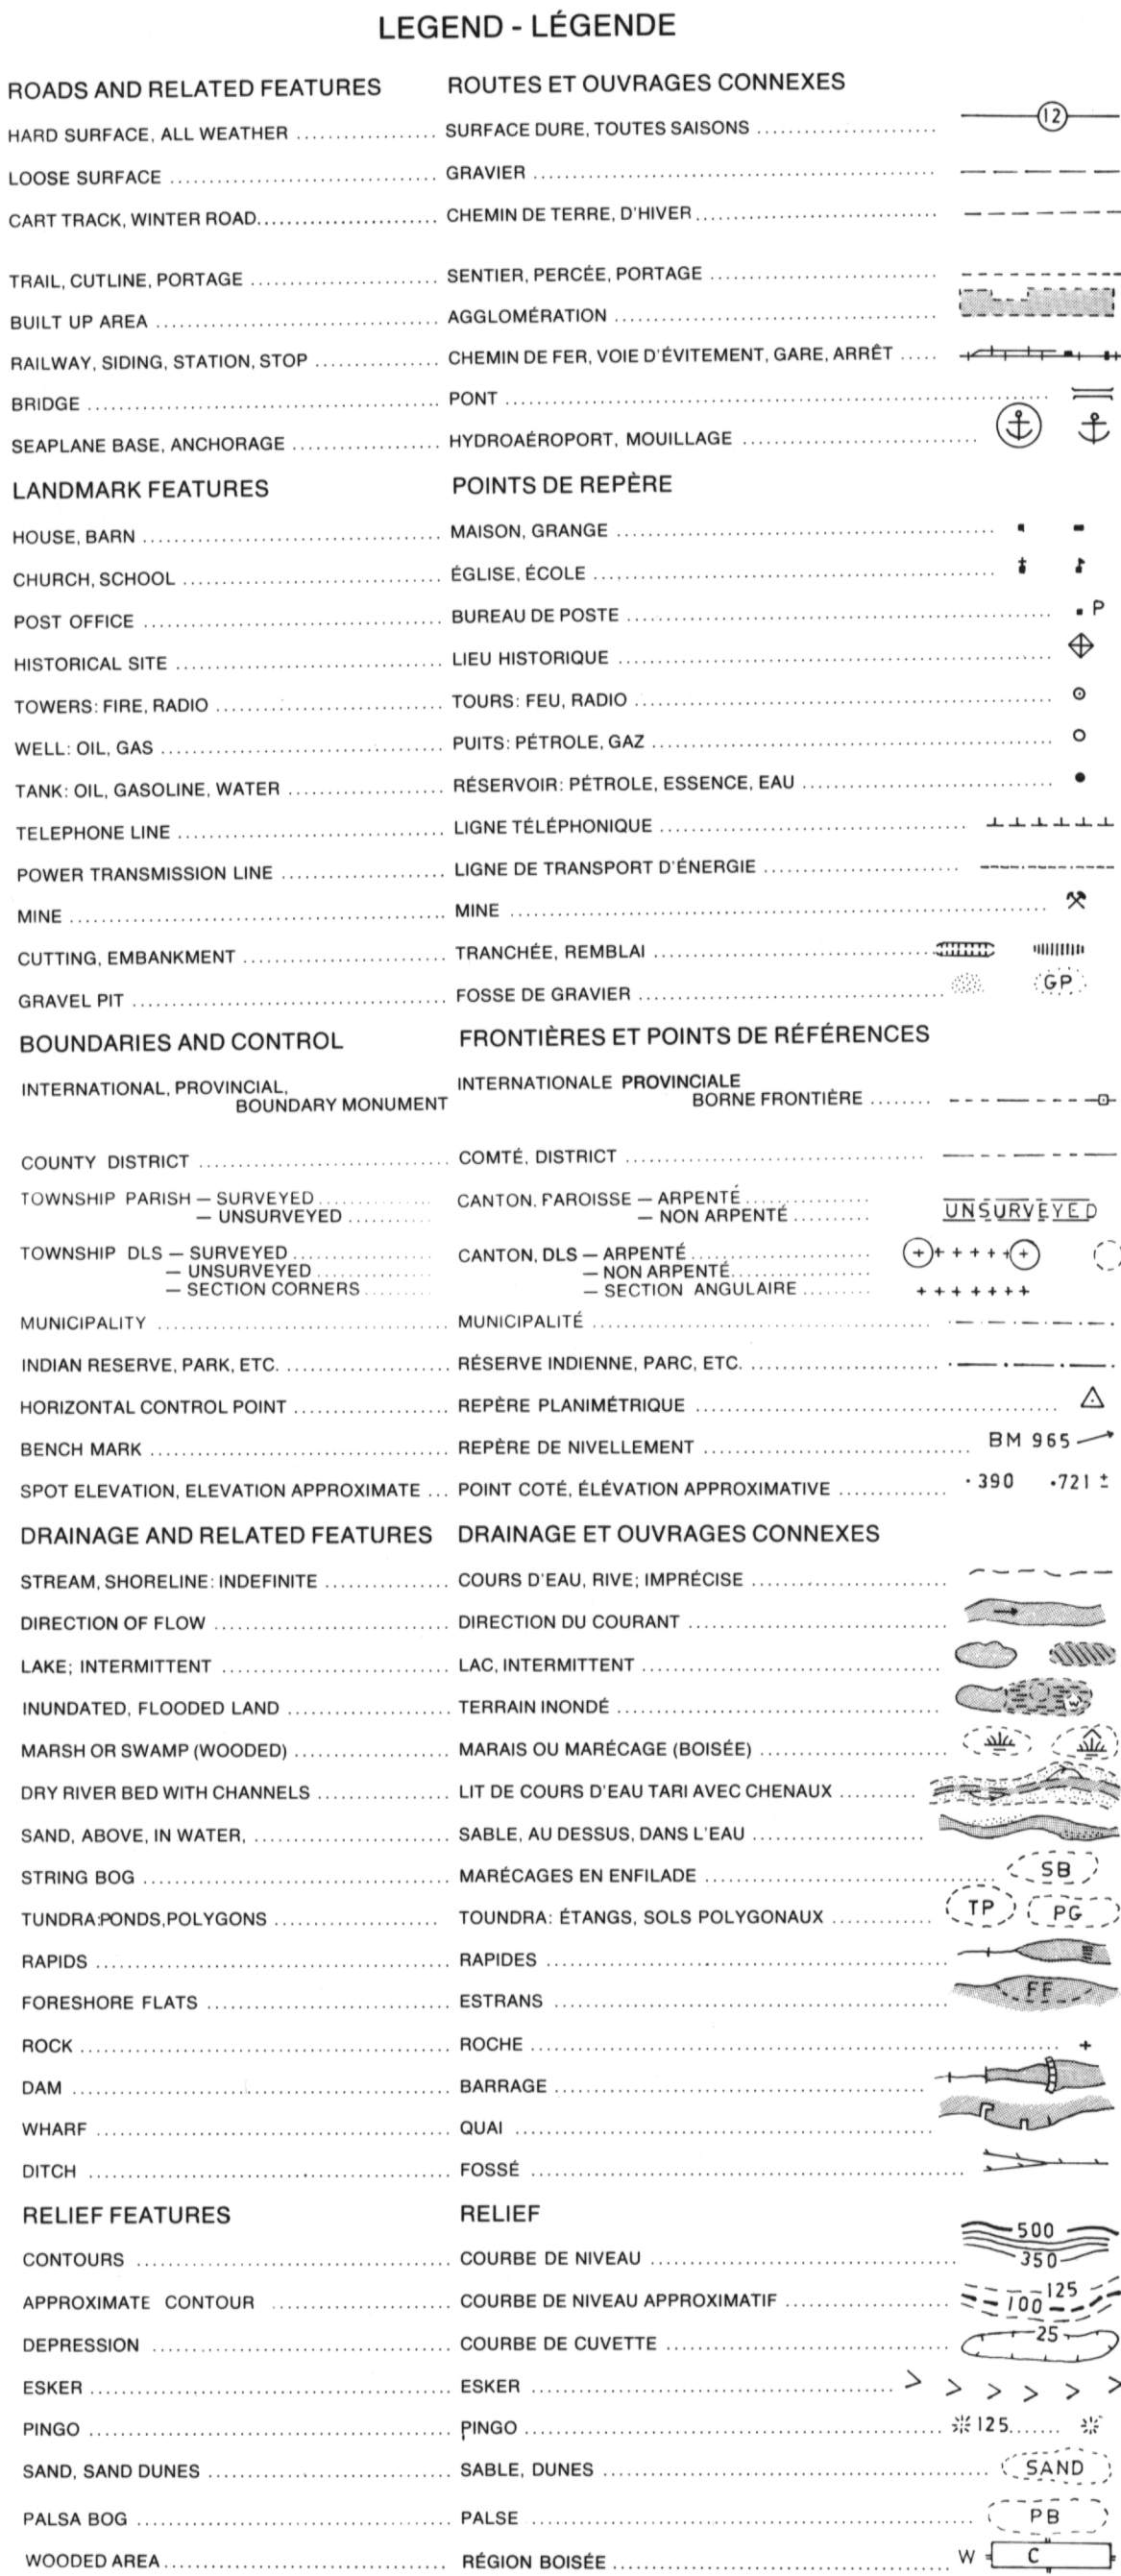 LEGEND - LÉGENDE
ROADS AND RELATED FEATURES ROUTES ET OUVRAGES CONNEXES
HARD SURFACE, ALL WEATHER SURFACE DURE, TOUTES SAISONS 12
LOOSE SURFACE GRAVIER
CART TRACK, WINTER ROAD CHEMIN DE TERRE, D'HIVER
TRAIL, CUTLINE, PORTAGE SENTIER, PERCÉE, PORTAGE
BUILT UP AREA AGGLOMÉRATION
RAILWAY, SIDING, STATION, STOP CHEMIN DE FER, VOIE D'ÉVITEMENT, GARE, ARRÊT
BRIDGE PONT
SEAPLANE BASE, ANCHORAGE HYDROAÉROPORT, MOUILLAGE
LANDMARK FEATURES POINTS DE REPÈRE
HOUSE, BARN MAISON, GRANGE
CHURCH, SCHOOL ÉGLISE, ÉCOLE
POST OFFICE BUREAU DE POSTE P
HISTORICAL SITE LIEU HISTORIQUE
TOWERS: FIRE, RADIO TOURS: FEU, RADIO
WELL: OIL, GAS PUITS: PÉTROLE, GAZ
TANK: OIL, GASOLINE, WATER RÉSERVOIR: PÉTROLE, ESSENCE, EAU
TELEPHONE LINE LIGNE TÉLÉPHONIQUE
POWER TRANSMISSION LINE LIGNE DE TRANSPORT D'ÉNERGIE
MINE MINE
CUTTING, EMBANKMENT TRANCHÉE, REMBLAI
GRAVEL PIT FOSSE DE GRAVIER GP
BOUNDARIES AND CONTROL FRONTIÈRES ET POINTS DE RÉFÉRENCES
INTERNATIONAL, PROVINCIAL, INTERNATIONALE PROVINCIALE
BOUNDARY MONUMENT BORNE FRONTIÈRE
COUNTY DISTRICT COMTÉ, DISTRICT
TOWNSHIP PARISH — SURVEYED CANTON, PAROISSE — ARPENTÉ
— UNSURVEYED — NON ARPENTÉ UNSURVEYED
TOWNSHIP DLS — SURVEYED CANTON, DLS — ARPENTÉ
— UNSURVEYED — NON ARPENTÉ
— SECTION CORNERS — SECTION ANGULAIRE
MUNICIPALITY MUNICIPALITÉ
INDIAN RESERVE, PARK, ETC. RÉSERVE INDIENNE, PARC, ETC.
HORIZONTAL CONTROL POINT REPÈRE PLANIMÉTRIQUE
BENCH MARK REPÈRE DE NIVELLEMENT BM 965
SPOT ELEVATION, ELEVATION APPROXIMATE POINT COTÉ, ÉLÉVATION APPROXIMATIVE ·390 ·721 ±
DRAINAGE AND RELATED FEATURES DRAINAGE ET OUVRAGES CONNEXES
STREAM, SHORELINE: INDEFINITE COURS D'EAU, RIVE; IMPRÉCISE
DIRECTION OF FLOW DIRECTION DU COURANT
LAKE; INTERMITTENT LAC, INTERMITTENT
INUNDATED, FLOODED LAND TERRAIN INONDÉ W
MARSH OR SWAMP (WOODED) MARAIS OU MARÉCAGE (BOISÉE)
DRY RIVER BED WITH CHANNELS LIT DE COURS D'EAU TARI AVEC CHENAUX
SAND, ABOVE, IN WATER, SABLE, AU DESSUS, DANS L'EAU
STRING BOG MARÉCAGES EN ENFILADE SB
TUNDRA:PONDS,POLYGONS TOUNDRA: ÉTANGS, SOLS POLYGONAUX TP PG
RAPIDS RAPIDES
FORESHORE FLATS ESTRANS FF
ROCK ROCHE
DAM BARRAGE
WHARF QUAI
DITCH FOSSÉ
RELIEF FEATURES RELIEF
CONTOURS COURBE DE NIVEAU 500 350
APPROXIMATE CONTOUR COURBE DE NIVEAU APPROXIMATIF 125 100
DEPRESSION COURBE DE CUVETTE 25
ESKER ESKER
PINGO PINGO 125
SAND, SAND DUNES SABLE, DUNES SAND
PALSA BOG PALSE PB
WOODED AREA RÉGION BOISÉE W C